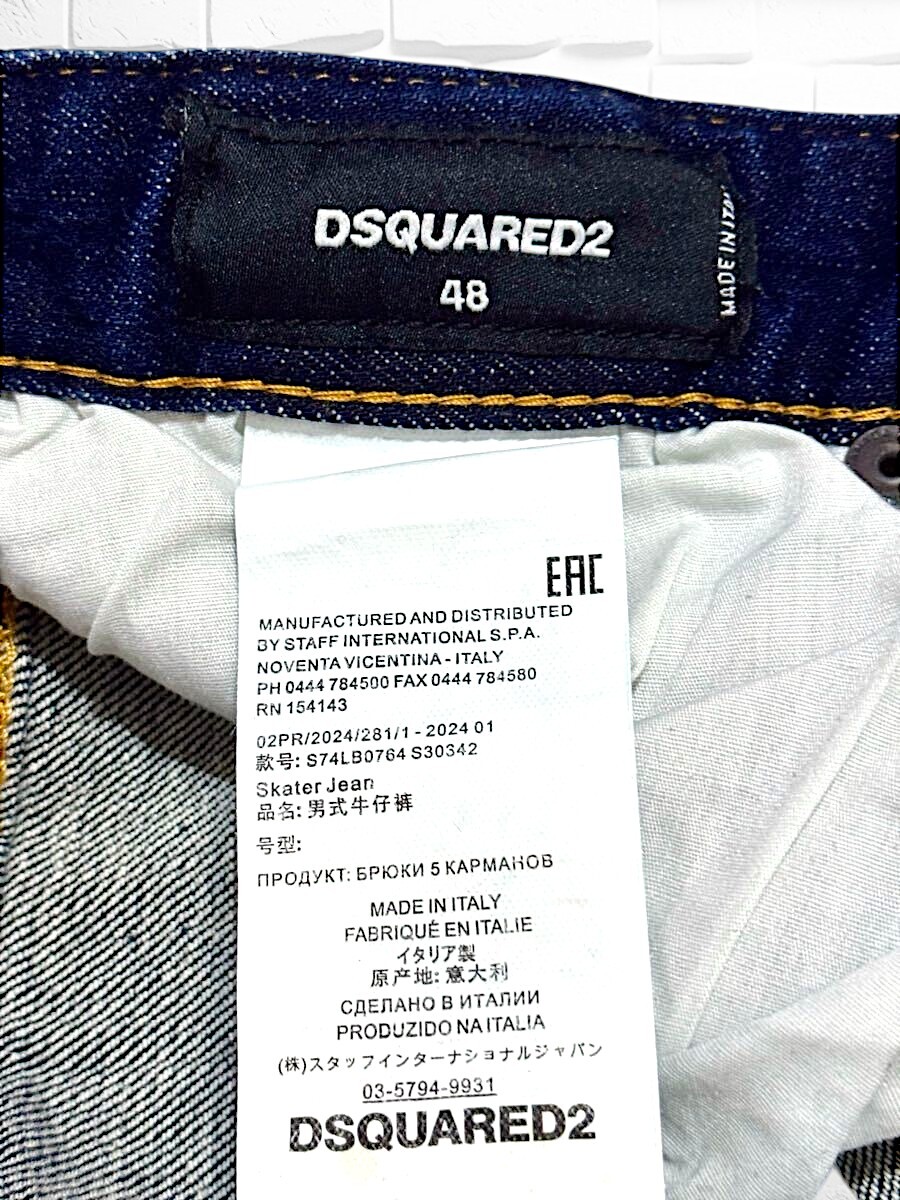 DSQUARED2
48
MADE IN ITALY
EAC
MANUFACTURED AND DISTRIBUTED
BY STAFF INTERNATIONAL S.P.A.
NOVENTA VICENTINA - ITALY
PH 0444 784500 FAX 0444 784580
RN 154143
02PR/2024/281/1 - 2024 01
款号: S74LB0764 S30342
Skater Jean
品名: 男式牛仔裤
号型:
ПРОДУКТ: БРЮКИ 5 КАРМАНОВ
MADE IN ITALY
FABRIQUÉ EN ITALIE
イタリア製
原产地: 意大利
СДЕЛАНО В ИТАЛИИ
PRODUZIDO NA ITALIA
(株)スタッフインターナショナルジャパン
03-5794-9931
DSQUARED2